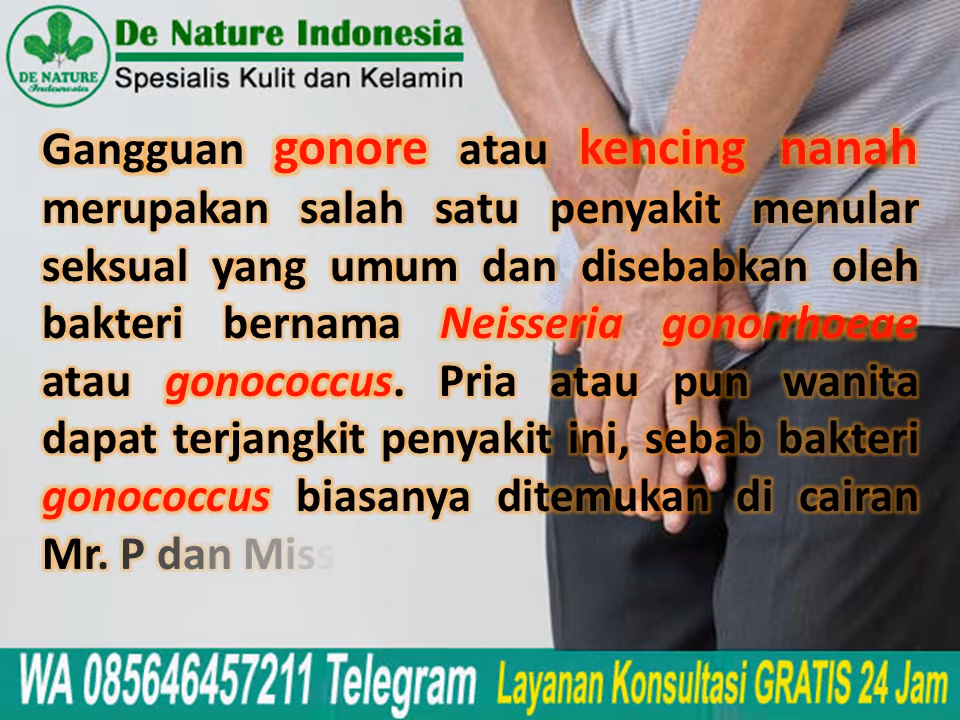 De Nature Indonesia
Spesialis Kulit dan Kelamin
DE NATURE
Indonesia
Gangguan gonore atau kencing nanah
merupakan salah satu penyakit menular
seksual yang umum dan disebabkan oleh
bakteri bernama Neisseria gonorrhoeae
atau gonococcus. Pria atau pun wanita
dapat terjangkit penyakit ini, sebab bakteri
gonococcus biasanya ditemukan di cairan
Mr. P dan Miss
WA 085646457211 Telegram Layanan Konsultasi GRATIS 24 Jam